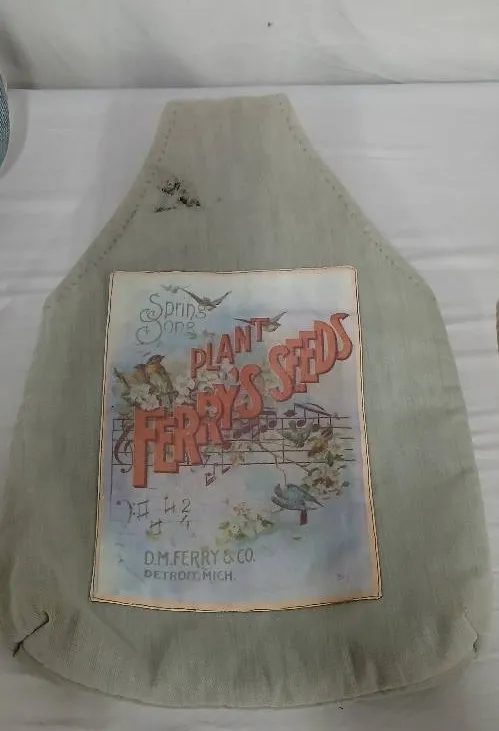 Spring
Song
PLANT
FERRY'S SEEDS
D.M. FERRY & CO.
DETROIT, MICH.